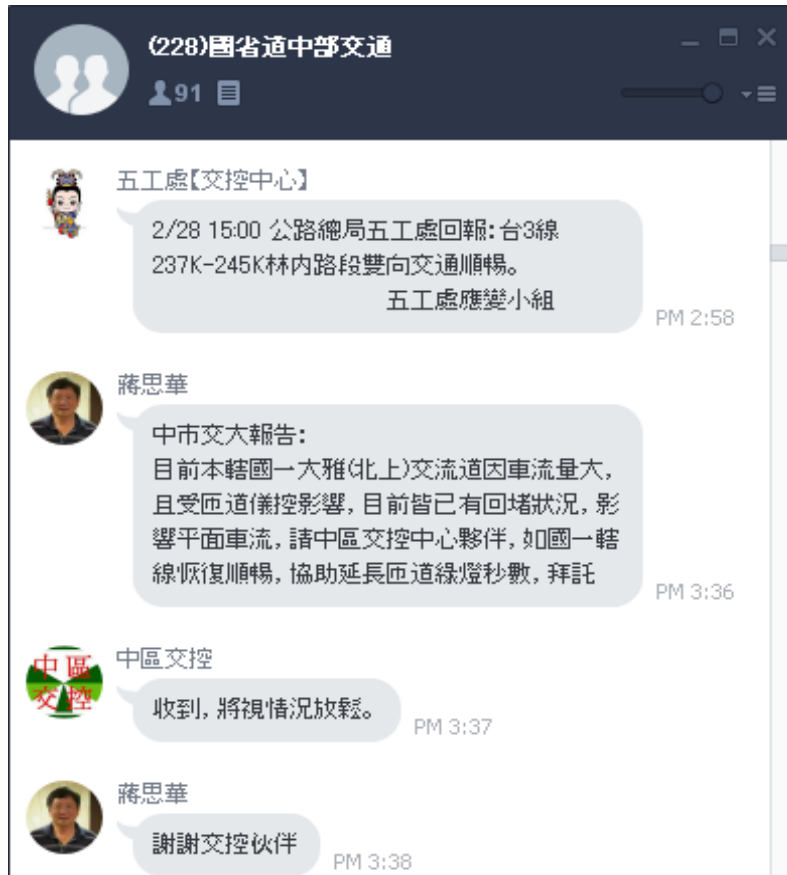 (228)國省道中部交通
91
五工處【交控中心】
2/28 15:00 公路總局五工處回報:台3線
237K-245K林內路段雙向交通順暢。
五工處應變小組
PM 2:58
蔣思華
中市交大報告:
目前本轄國一大雅(北上)交流道因車流量大,
且受匝道儀控影響,目前皆已有回堵狀況,影
響平面車流,請中區交控中心夥伴,如國一轄
線恢復順暢,協助延長匝道綠燈秒數,拜託
PM 3:36
中區
交控
中區交控
收到,將視情況放鬆。
PM 3:37
蔣思華
謝謝交控伙伴
PM 3:38